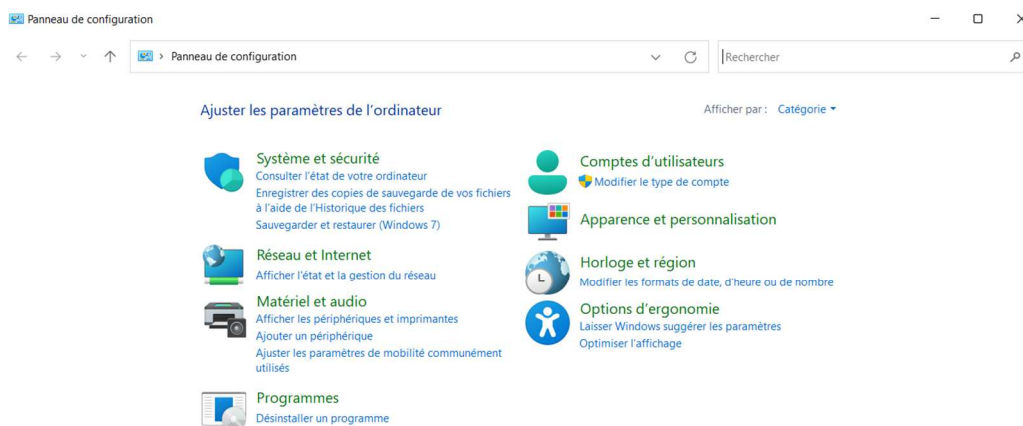 Panneau de configuration
Panneau de configuration
Rechercher
Ajuster les paramètres de l'ordinateur
Afficher par :
Catégorie
Système et sécurité
Consulter l'état de votre ordinateur
Enregistrer des copies de sauvegarde de vos fichiers
à l'aide de l'Historique des fichiers
Sauvegarder et restaurer (Windows 7)
Réseau et Internet
Afficher l'état et la gestion du réseau
Matériel et audio
Afficher les périphériques et imprimantes
Ajouter un périphérique
Ajuster les paramètres de mobilité communément
utilisés
Programmes
Désinstaller un programme
Comptes d'utilisateurs
Modifier le type de compte
Apparence et personnalisation
Horloge et région
Modifier les formats de date, d'heure ou de nombre
Options d'ergonomie
Laisser Windows suggérer les paramètres
Optimiser l'affichage